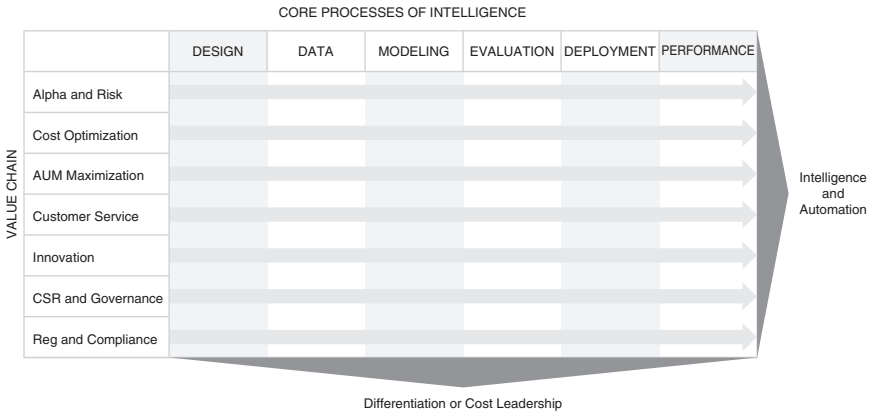 CORE PROCESSES OF INTELLIGENCE
DESIGN
DATA
MODELING
EVALUATION
DEPLOYMENT
PERFORMANCE
VALUE CHAIN
Alpha and Risk
Cost Optimization
AUM Maximization
Customer Service
Innovation
CSR and Governance
Reg and Compliance
Intelligence
and
Automation
Differentiation or Cost Leadership